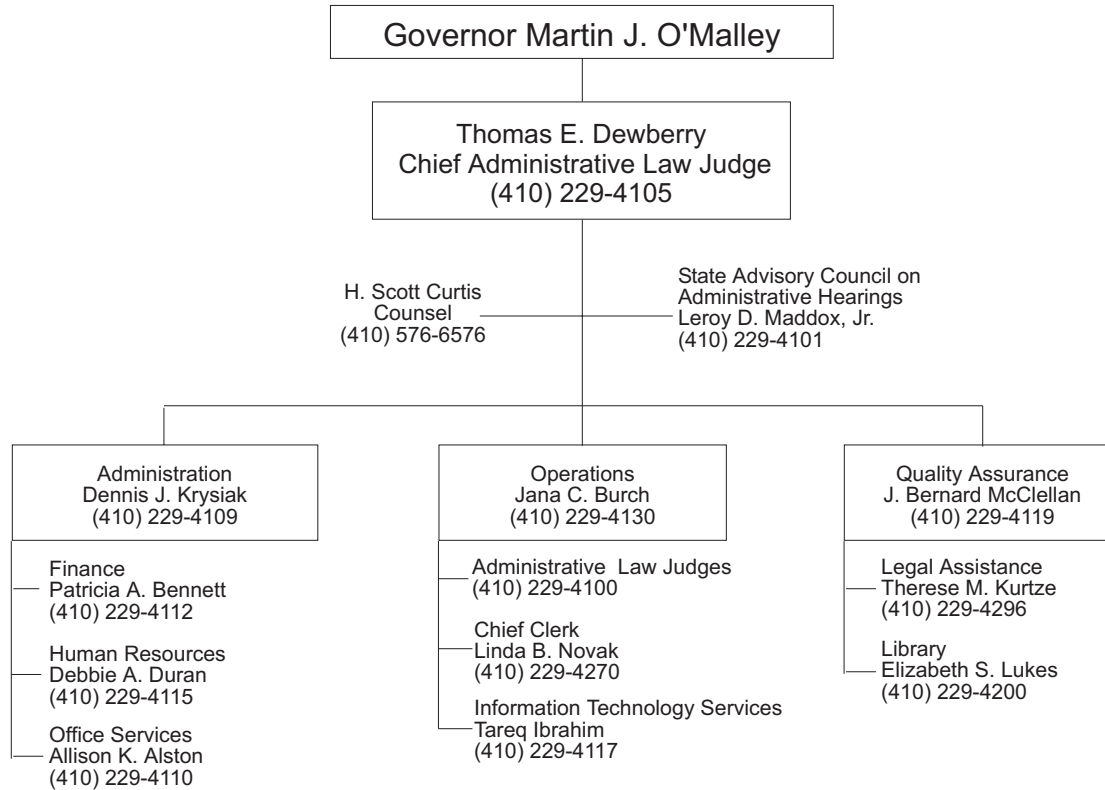 Governor Martin J. O'Malley
Thomas E. Dewberry
Chief Administrative Law Judge
(410) 229-4105
H. Scott Curtis
Counsel
(410) 576-6576
State Advisory Council on
Administrative Hearings
Leroy D. Maddox, Jr.
(410) 229-4101
Administration
Dennis J. Krysiak
(410) 229-4109
Finance
Patricia A. Bennett
(410) 229-4112
Human Resources
Debbie A. Duran
(410) 229-4115
Office Services
Allison K. Alston
(410) 229-4110
Operations
Jana C. Burch
(410) 229-4130
Administrative Law Judges
(410) 229-4100
Chief Clerk
Linda B. Novak
(410) 229-4270
Information Technology Services
Tareq Ibrahim
(410) 229-4117
Quality Assurance
J. Bernard McClellan
(410) 229-4119
Legal Assistance
Therese M. Kurtze
(410) 229-4296
Library
Elizabeth S. Lukes
(410) 229-4200